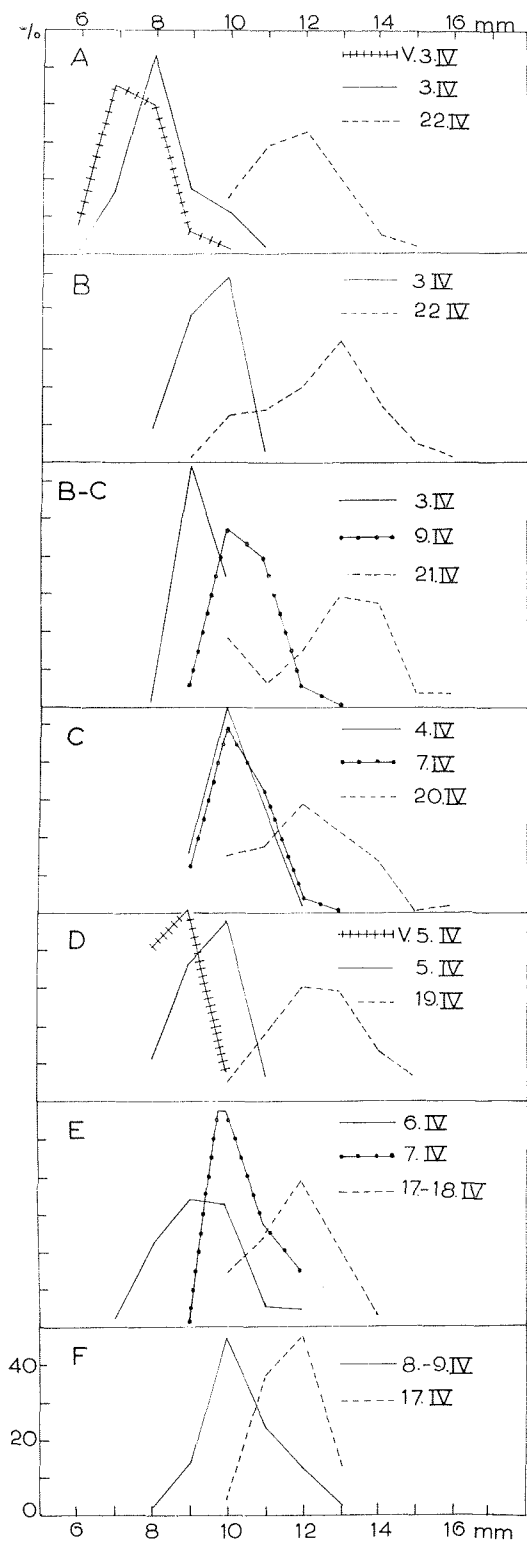 6 8 10 12 14 16 mm
%
A
V.3.IV
3.IV
22.IV
B
3 IV
22 IV
B-C
3.IV
9.IV
21.IV
C
4.IV
7.IV
20.IV
D
V.5.IV
5.IV
19.IV
E
6.IV
7.IV
17-18.IV
F
8.-9.IV
17.IV
40
20
0
6 8 10 12 14 16 mm